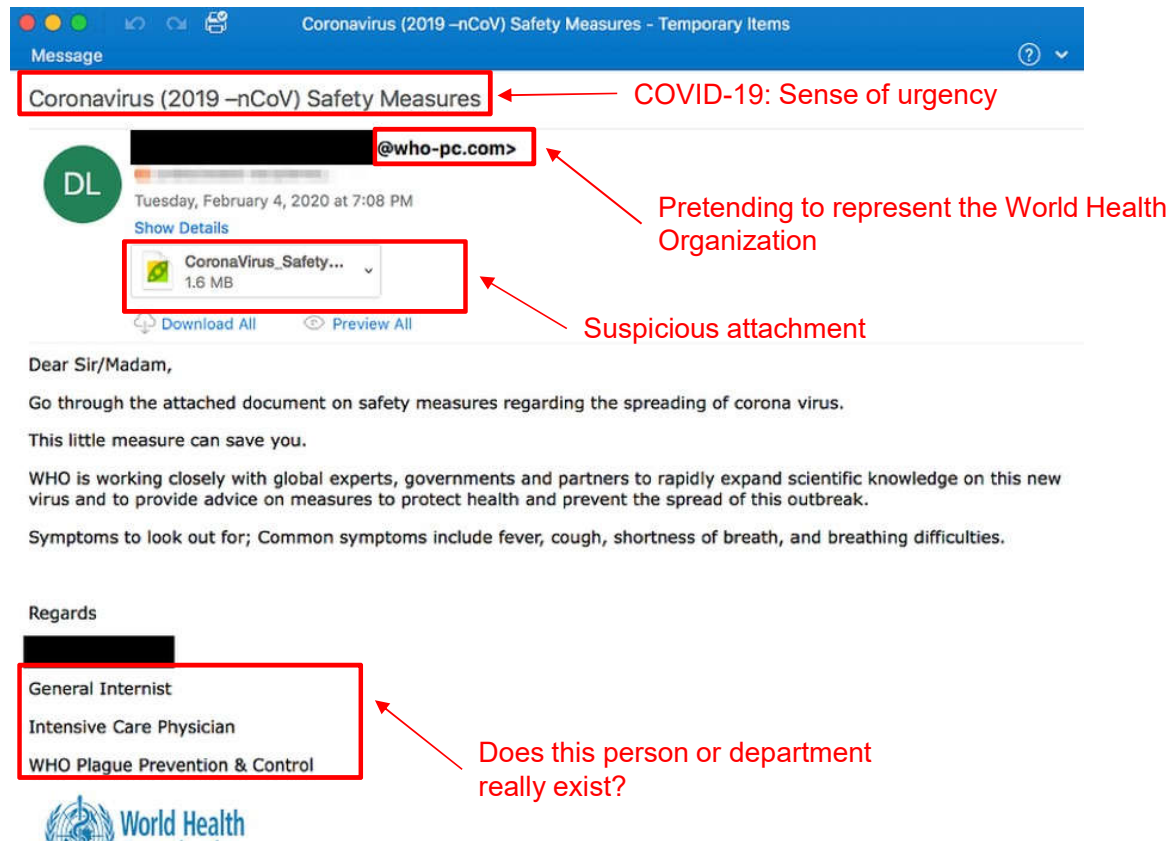 Coronavirus (2019 –nCoV) Safety Measures - Temporary Items
Message
Coronavirus (2019 –nCoV) Safety Measures
COVID-19: Sense of urgency
@who-pc.com>
DL
Tuesday, February 4, 2020 at 7:08 PM
Show Details
Pretending to represent the World Health
Organization
CoronaVirus_Safety...
1.6 MB
Download All Preview All
Suspicious attachment
Dear Sir/Madam,
Go through the attached document on safety measures regarding the spreading of corona virus.
This little measure can save you.
WHO is working closely with global experts, governments and partners to rapidly expand scientific knowledge on this new
virus and to provide advice on measures to protect health and prevent the spread of this outbreak.
Symptoms to look out for; Common symptoms include fever, cough, shortness of breath, and breathing difficulties.
Regards
General Internist
Intensive Care Physician
WHO Plague Prevention & Control
Does this person or department
really exist?
World Health